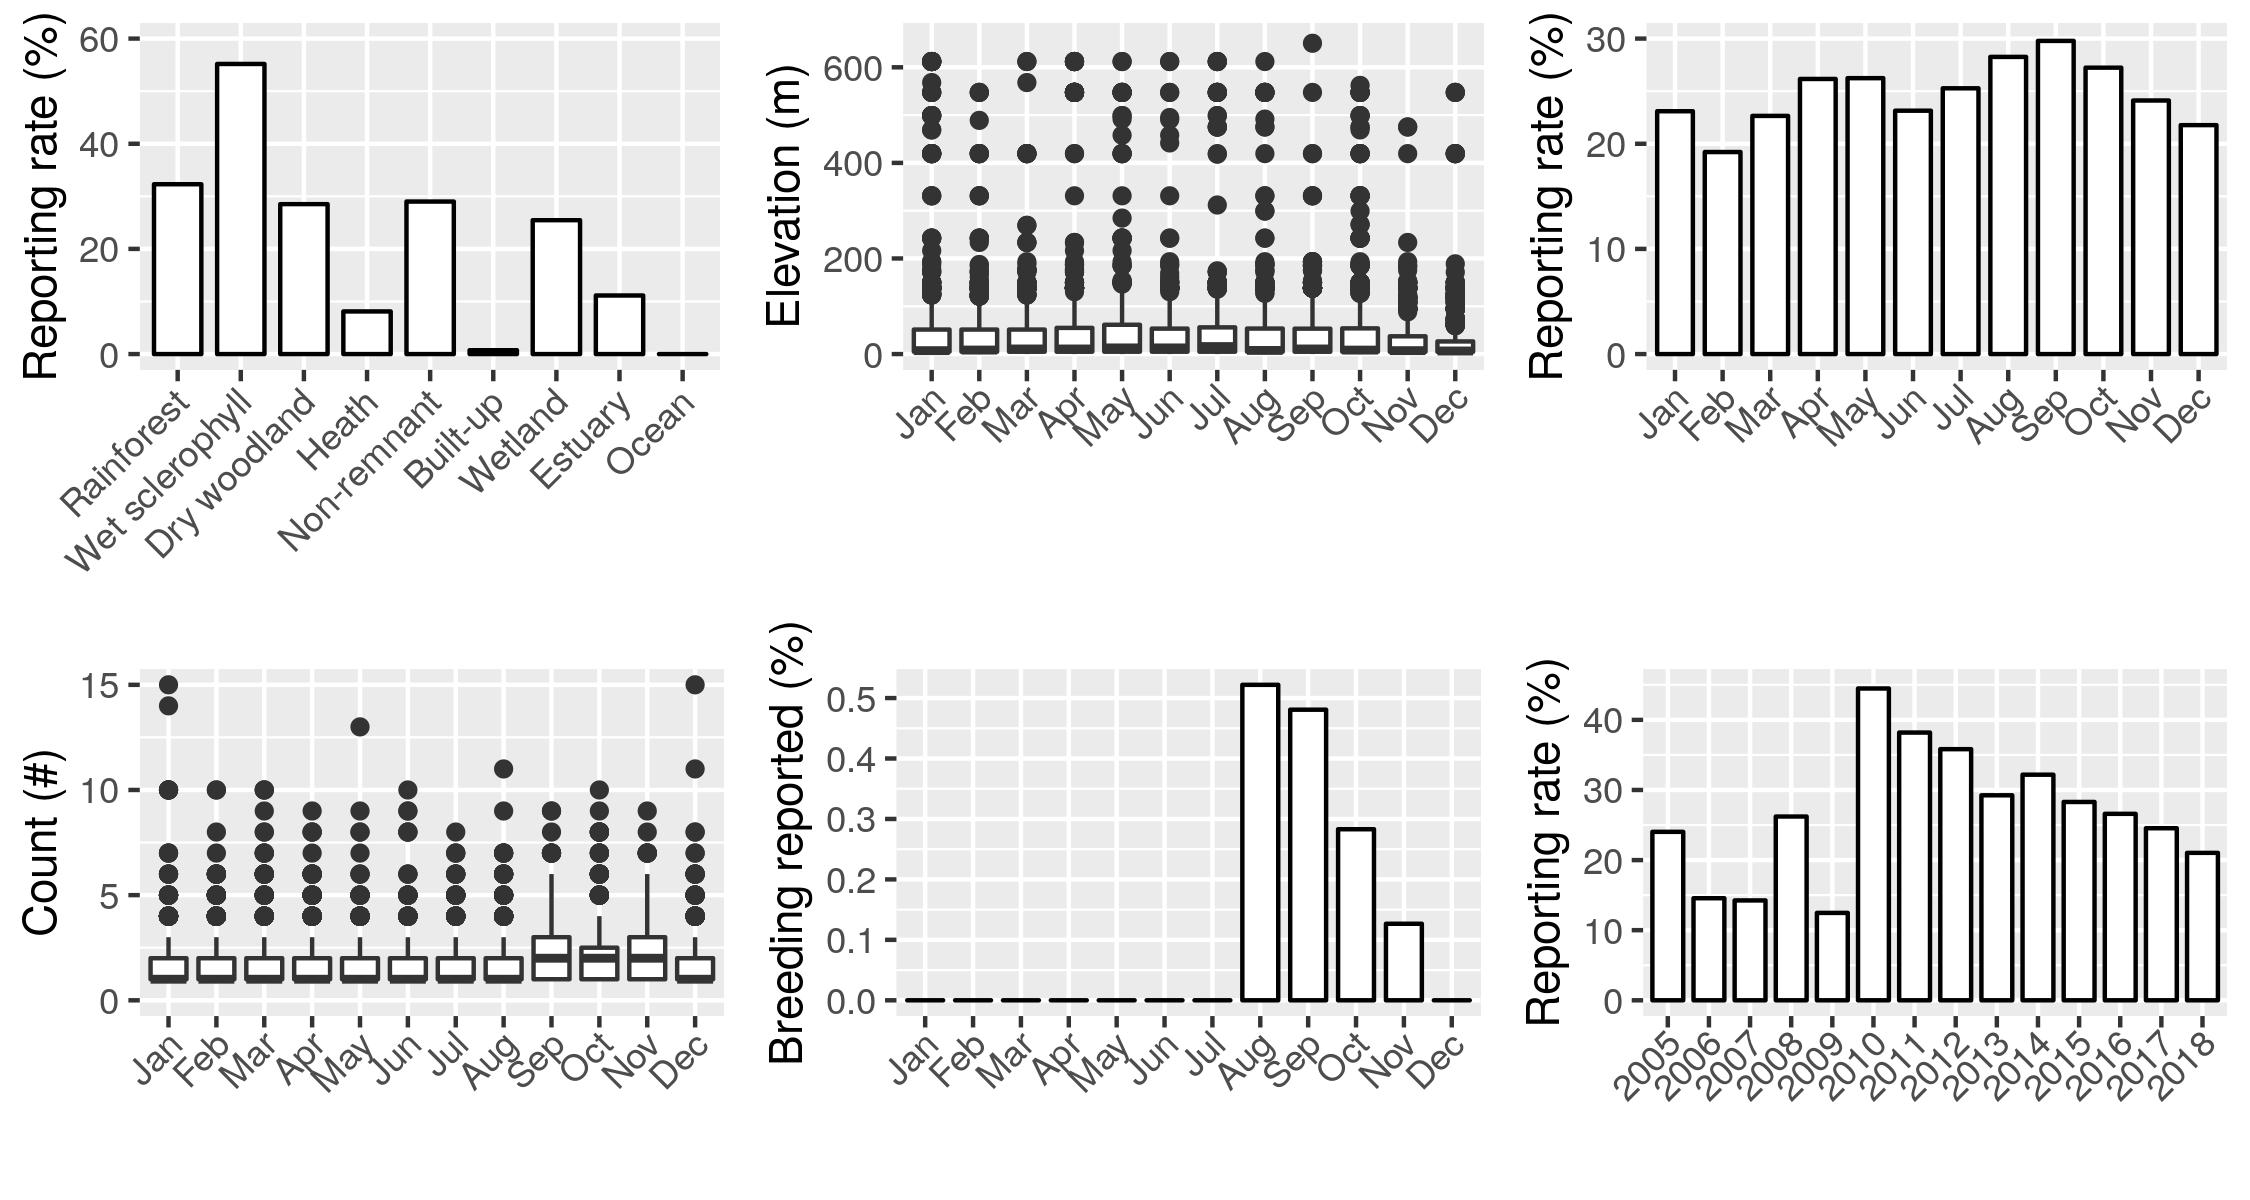 Reporting rate (%)
60
40
20
0
Rainforest
Wet sclerophyll
Dry woodland
Heath
Non-remnant
Built-up
Wetland
Estuary
Ocean
Elevation (m)
600
400
200
0
Jan
Feb
Mar
Apr
May
Jun
Jul
Aug
Sep
Oct
Nov
Dec
Reporting rate (%)
30
20
10
0
Jan
Feb
Mar
Apr
May
Jun
Jul
Aug
Sep
Oct
Nov
Dec
Count (#)
15
10
5
0
Jan
Feb
Mar
Apr
May
Jun
Jul
Aug
Sep
Oct
Nov
Dec
Breeding reported (%)
0.5
0.4
0.3
0.2
0.1
0.0
Jan
Feb
Mar
Apr
May
Jun
Jul
Aug
Sep
Oct
Nov
Dec
Reporting rate (%)
40
30
20
10
0
2005
2006
2007
2008
2009
2010
2011
2012
2013
2014
2015
2016
2017
2018